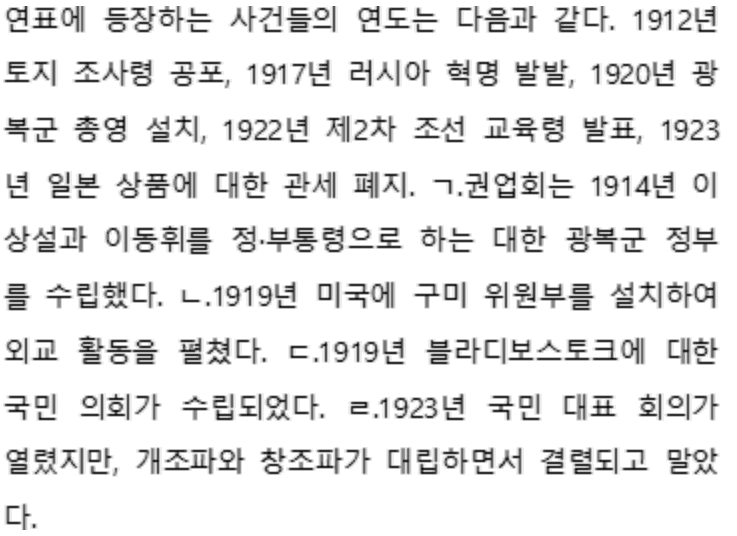 연표에 등장하는 사건들의 연도는 다음과 같다. 1912년
토지 조사령 공포, 1917년 러시아 혁명 발발, 1920년 광
복군 총영 설치, 1922년 제2차 조선 교육령 발표, 1923
년 일본 상품에 대한 관세 폐지. ㄱ.권업회는 1914년 이
상설과 이동휘를 정·부통령으로 하는 대한 광복군 정부
를 수립했다. ㄴ.1919년 미국에 구미 위원부를 설치하여
외교 활동을 펼쳤다. ㄷ.1919년 블라디보스토크에 대한
국민 의회가 수립되었다. ㄹ.1923년 국민 대표 회의가
열렸지만, 개조파와 창조파가 대립하면서 결렬되고 말았
다.